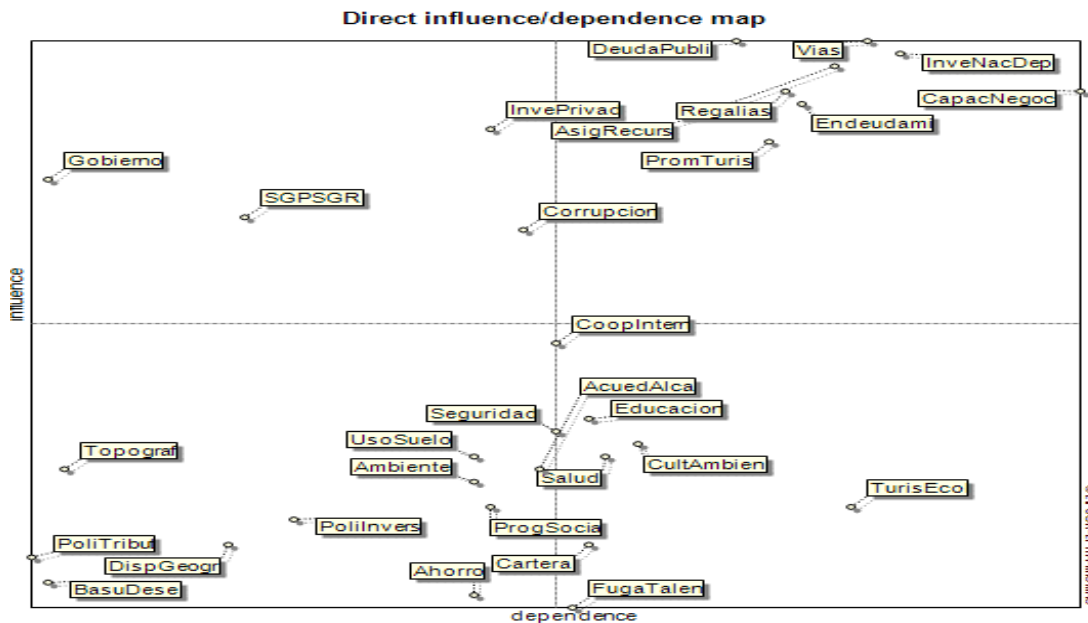 Direct influence/dependence map
DeudaPubli
Vias
InveNacDep
CapacNegoc
InvePrivad
Regalias
AsigRecurs
Endeudami
Gobierno
PromTuris
SGPSGR
Corrupcion
influence
CoopIntern
AcuedAlca
Seguridad
Educacion
UsoSuelo
Topograf
Ambiente
Salud
CultAmbien
TurisEco
PoliInvers
ProgSocia
PoliTribut
DispGeogr
Cartera
Ahorro
BasuDese
FugaTalen
dependence